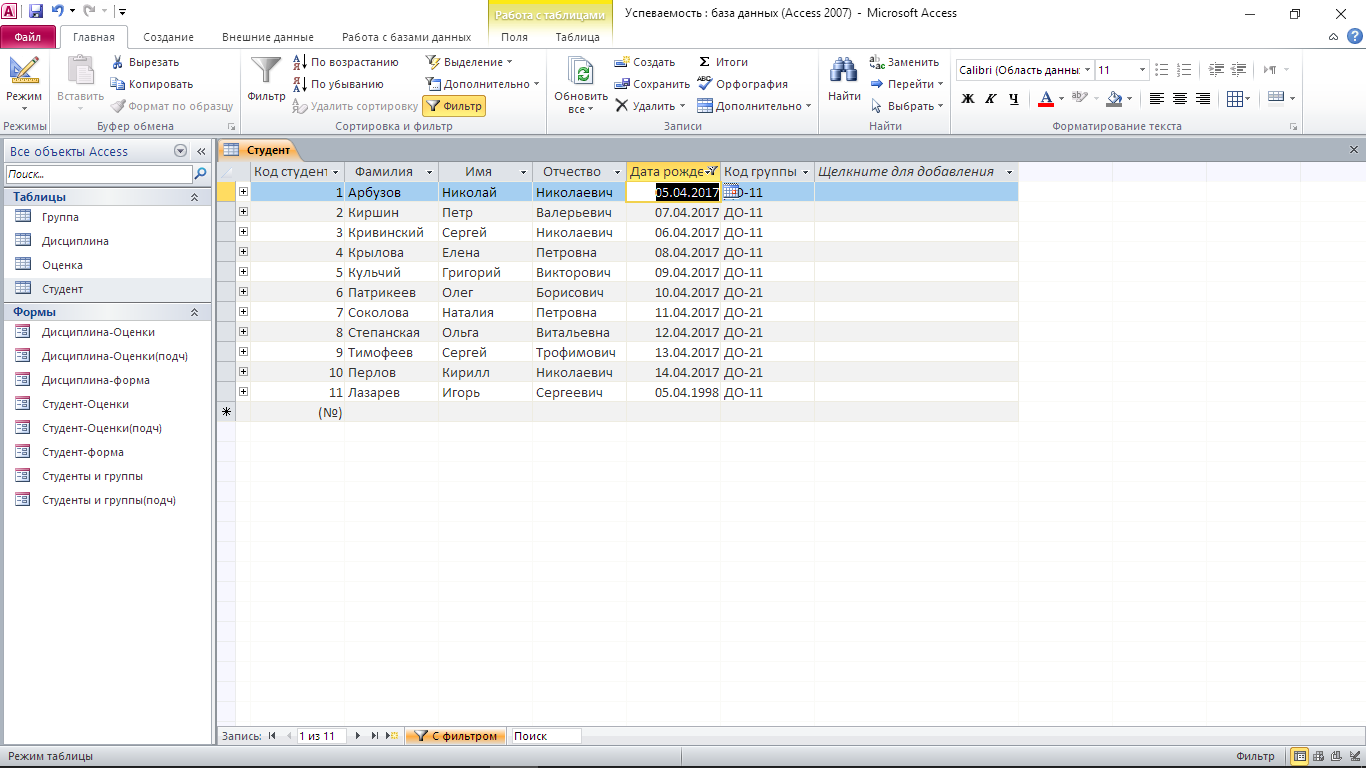 Работа с таблицами
Успеваемость : база данных (Access 2007) - Microsoft Access
Файл Главная Создание Внешние данные Работа с базами данных Поля Таблица
Режим
Режимы
Вставить
Вырезать
Копировать
Формат по образцу
Буфер обмена
Фильтр
По возрастанию
По убыванию
Удалить сортировку
Выделение
Дополнительно
Фильтр
Сортировка и фильтр
Обновить
все
Создать
Сохранить
Удалить
Итоги
Орфография
Дополнительно
Записи
Найти
Заменить
Перейти
Выбрать
Найти
Calibri (Область данны: 11
Ж К Ч
Форматирование текста
Все объекты Access
Поиск...
Таблицы
Группа
Дисциплина
Оценка
Студент
Формы
Дисциплина-Оценки
Дисциплина-Оценки(подч)
Дисциплина-форма
Студент-Оценки
Студент-Оценки(подч)
Студент-форма
Студенты и группы
Студенты и группы(подч)
Студент
Код студент Фамилия Имя Отчество Дата рожде Код группы Щелкните для добавления
1 Арбузов Николай Николаевич 05.04.2017 -11
2 Киршин Петр Валерьевич 07.04.2017 ДО-11
3 Кривинский Сергей Николаевич 06.04.2017 ДО-11
4 Крылова Елена Петровна 08.04.2017 ДО-11
5 Кульчий Григорий Викторович 09.04.2017 ДО-11
6 Патрикеев Олег Борисович 10.04.2017 ДО-21
7 Соколова Наталия Петровна 11.04.2017 ДО-21
8 Степанская Ольга Витальевна 12.04.2017 ДО-21
9 Тимофеев Сергей Трофимович 13.04.2017 ДО-21
10 Перлов Кирилл Николаевич 14.04.2017 ДО-21
11 Лазарев Игорь Сергеевич 05.04.1998 ДО-11
(№)
Запись: 1 из 11 С фильтром Поиск
Режим таблицы Фильтр